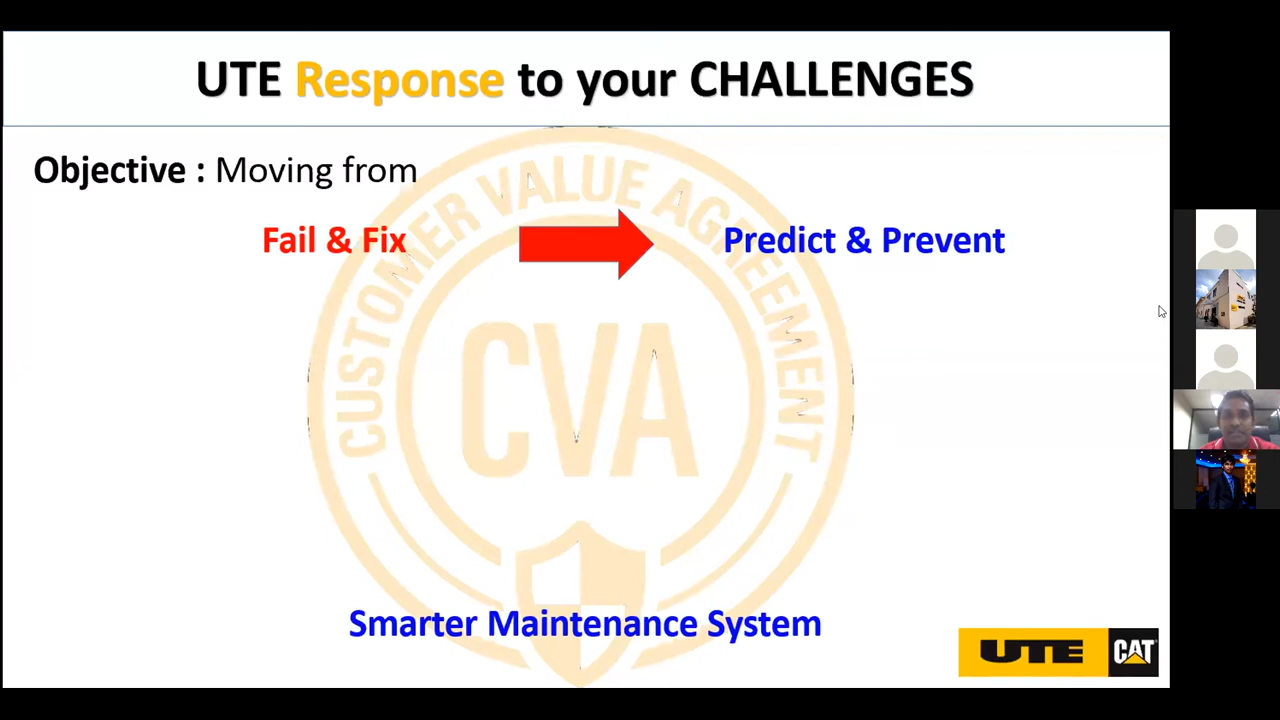 UTE Response to your CHALLENGES
Objective : Moving from
Fail & Fix
Predict & Prevent
CUSTOMER VALUE AGREEMENT
CVA
Smarter Maintenance System
UTE CAT